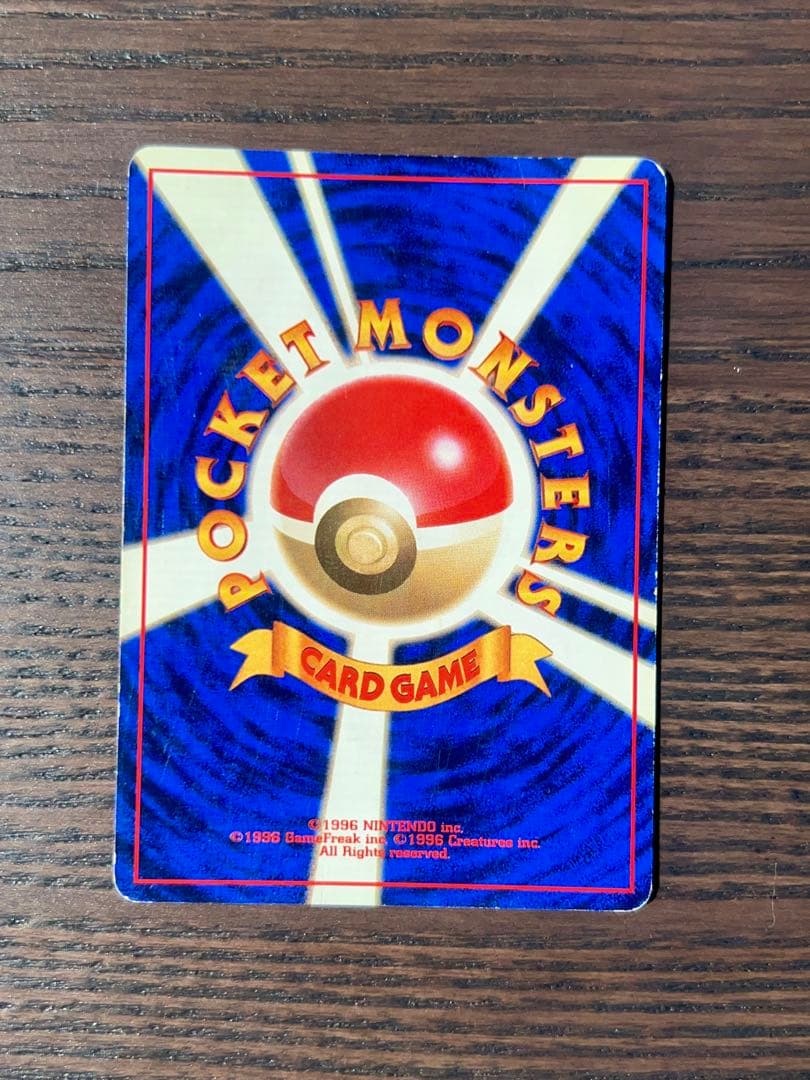 POCKET MONSTERS
CARD GAME
©1996 NINTENDO inc.
©1996 GameFreak inc. ©1996 Creatures inc.
All Rights reserved.